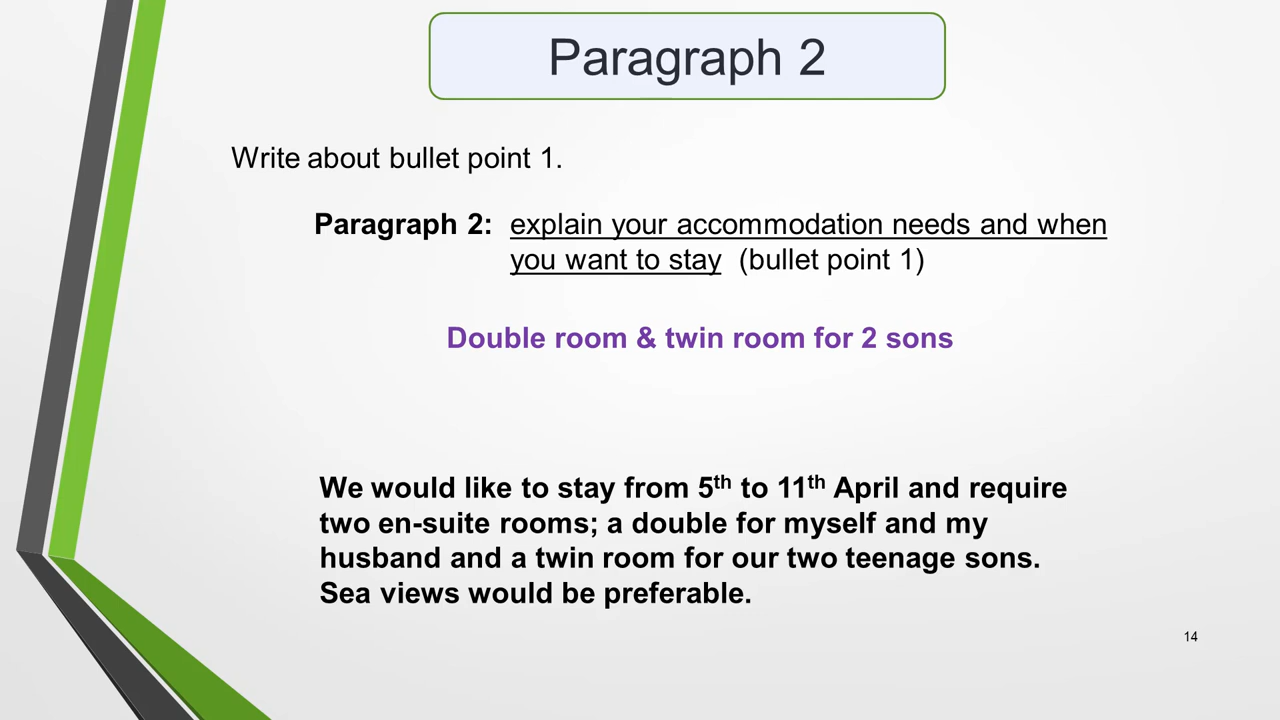 Paragraph 2
Write about bullet point 1.
Paragraph 2: explain your accommodation needs and when
you want to stay (bullet point 1)
Double room & twin room for 2 sons
We would like to stay from 5th to 11th April and require
two en-suite rooms; a double for myself and my
husband and a twin room for our two teenage sons.
Sea views would be preferable.
14